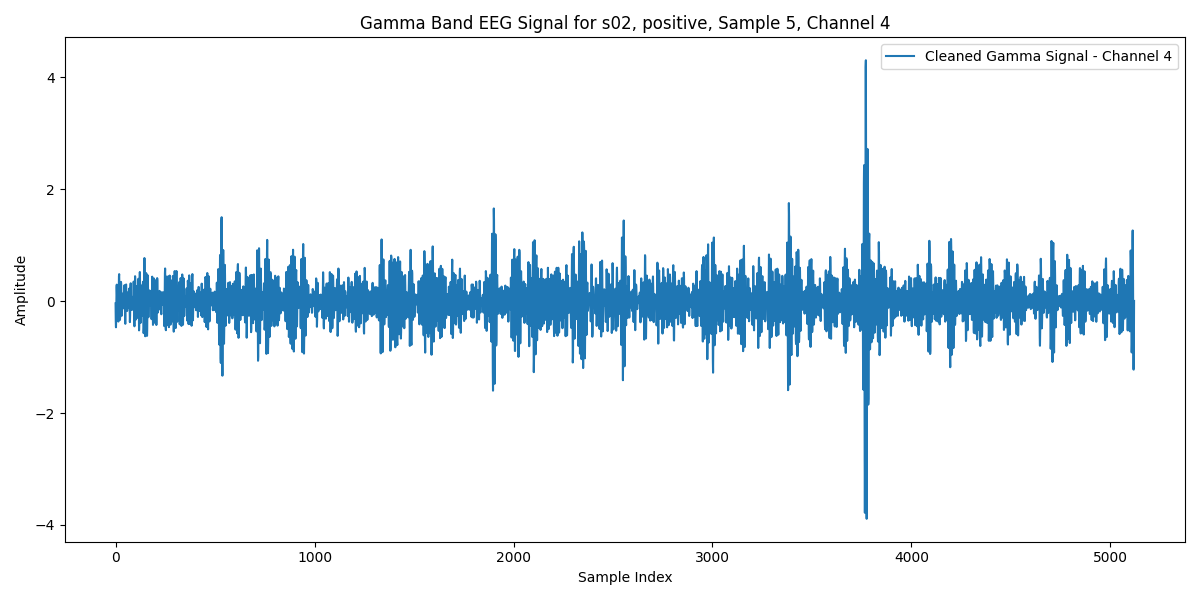 Gamma Band EEG Signal for s02, positive, Sample 5, Channel 4
Cleaned Gamma Signal - Channel 4
Amplitude
4
2
0
−2
−4
0 1000 2000 3000 4000 5000
Sample Index